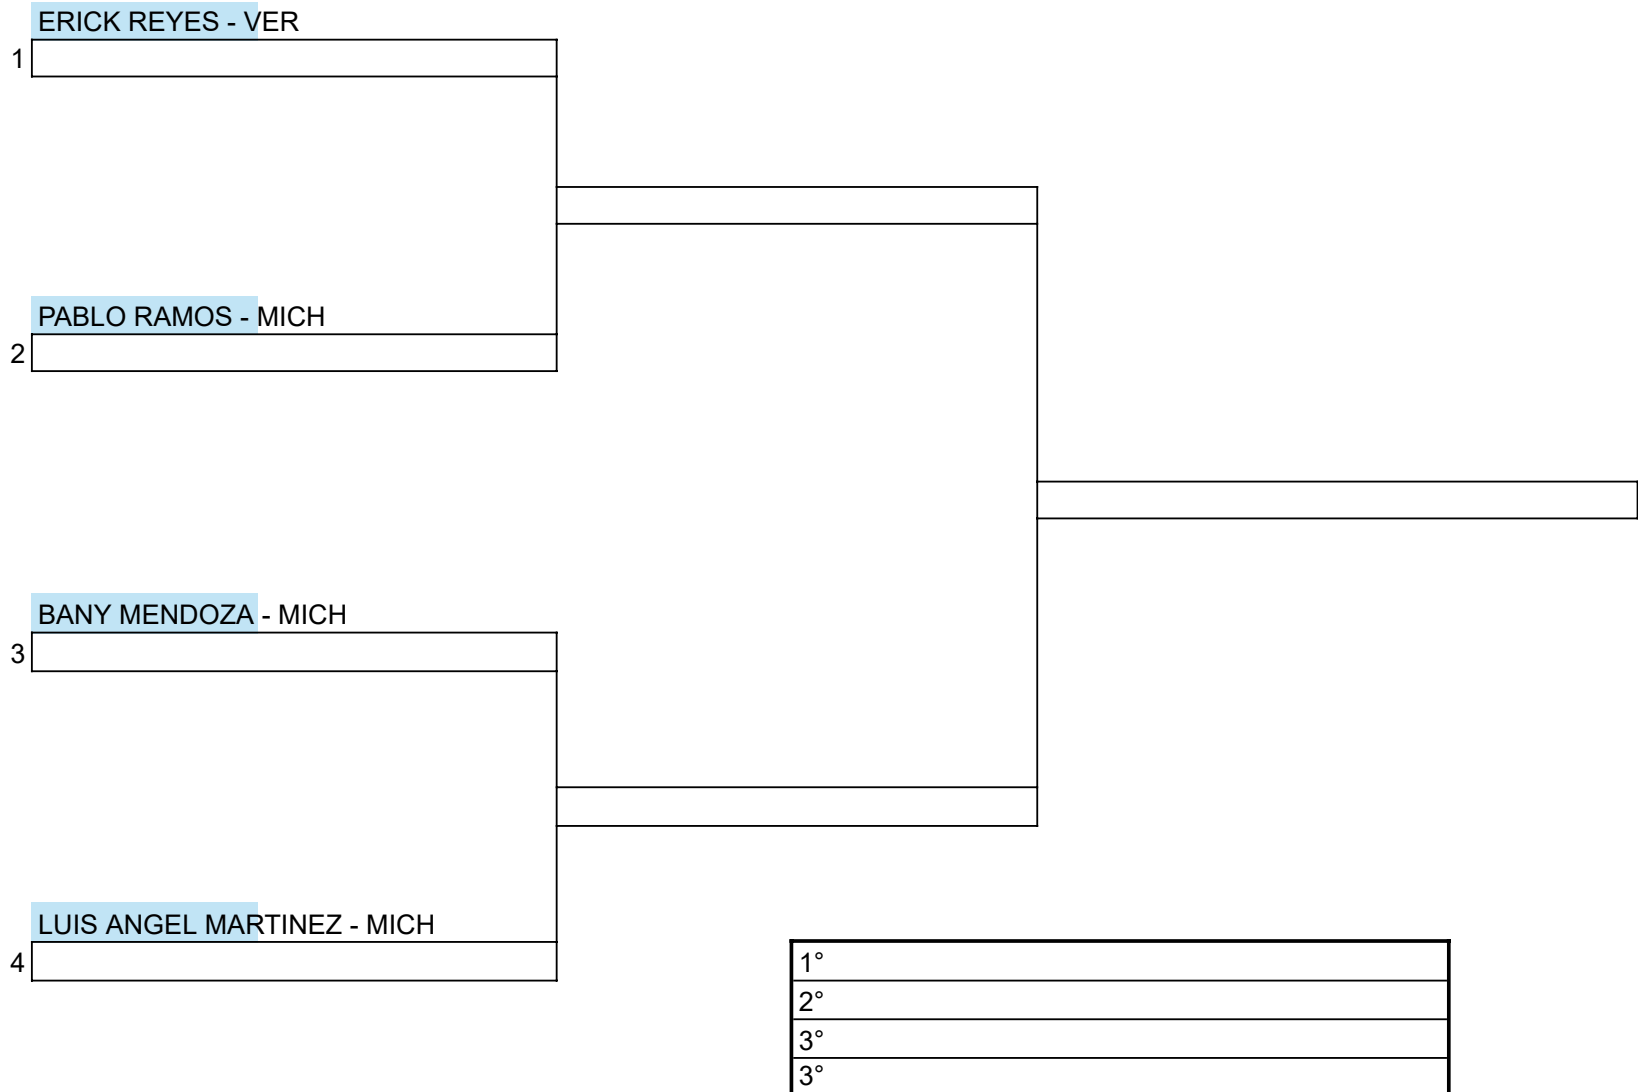 ERICK REYES - VER
1
PABLO RAMOS - MICH
2
BANY MENDOZA - MICH
3
LUIS ANGEL MARTINEZ - MICH
4
1°
2°
3°
3°